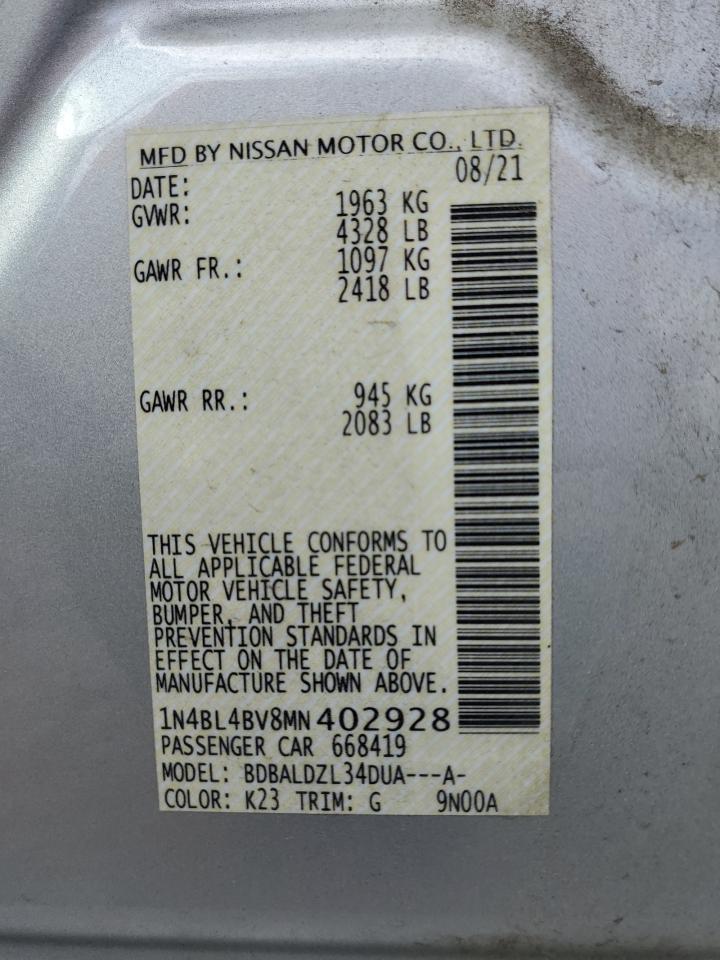 MFD BY NISSAN MOTOR CO., LTD.
DATE: 08/21
GVWR: 1963 KG
4328 LB
GAWR FR.: 1097 KG
2418 LB
GAWR RR.: 945 KG
2083 LB
THIS VEHICLE CONFORMS TO
ALL APPLICABLE FEDERAL
MOTOR VEHICLE SAFETY,
BUMPER, AND THEFT
PREVENTION STANDARDS IN
EFFECT ON THE DATE OF
MANUFACTURE SHOWN ABOVE.
1N4BL4BV8MN402928
PASSENGER CAR 668419
MODEL: BDBALDZL34DUA---A-
COLOR: K23 TRIM: G 9N00A